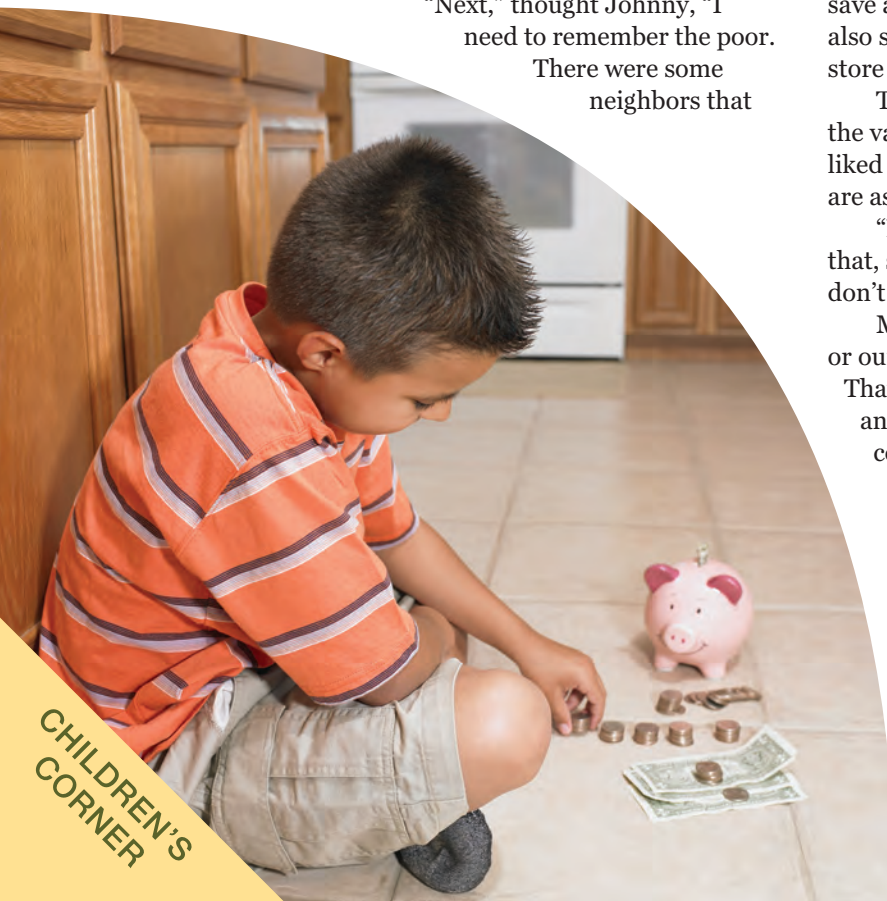 “Next,” thought Johnny, “I
need to remember the poor.
There were some
neighbors that
save a
also s
store
T
the va
liked
are as
“
that,
don’t
M
or ou
Tha
an
CHILDREN’S
CORNER